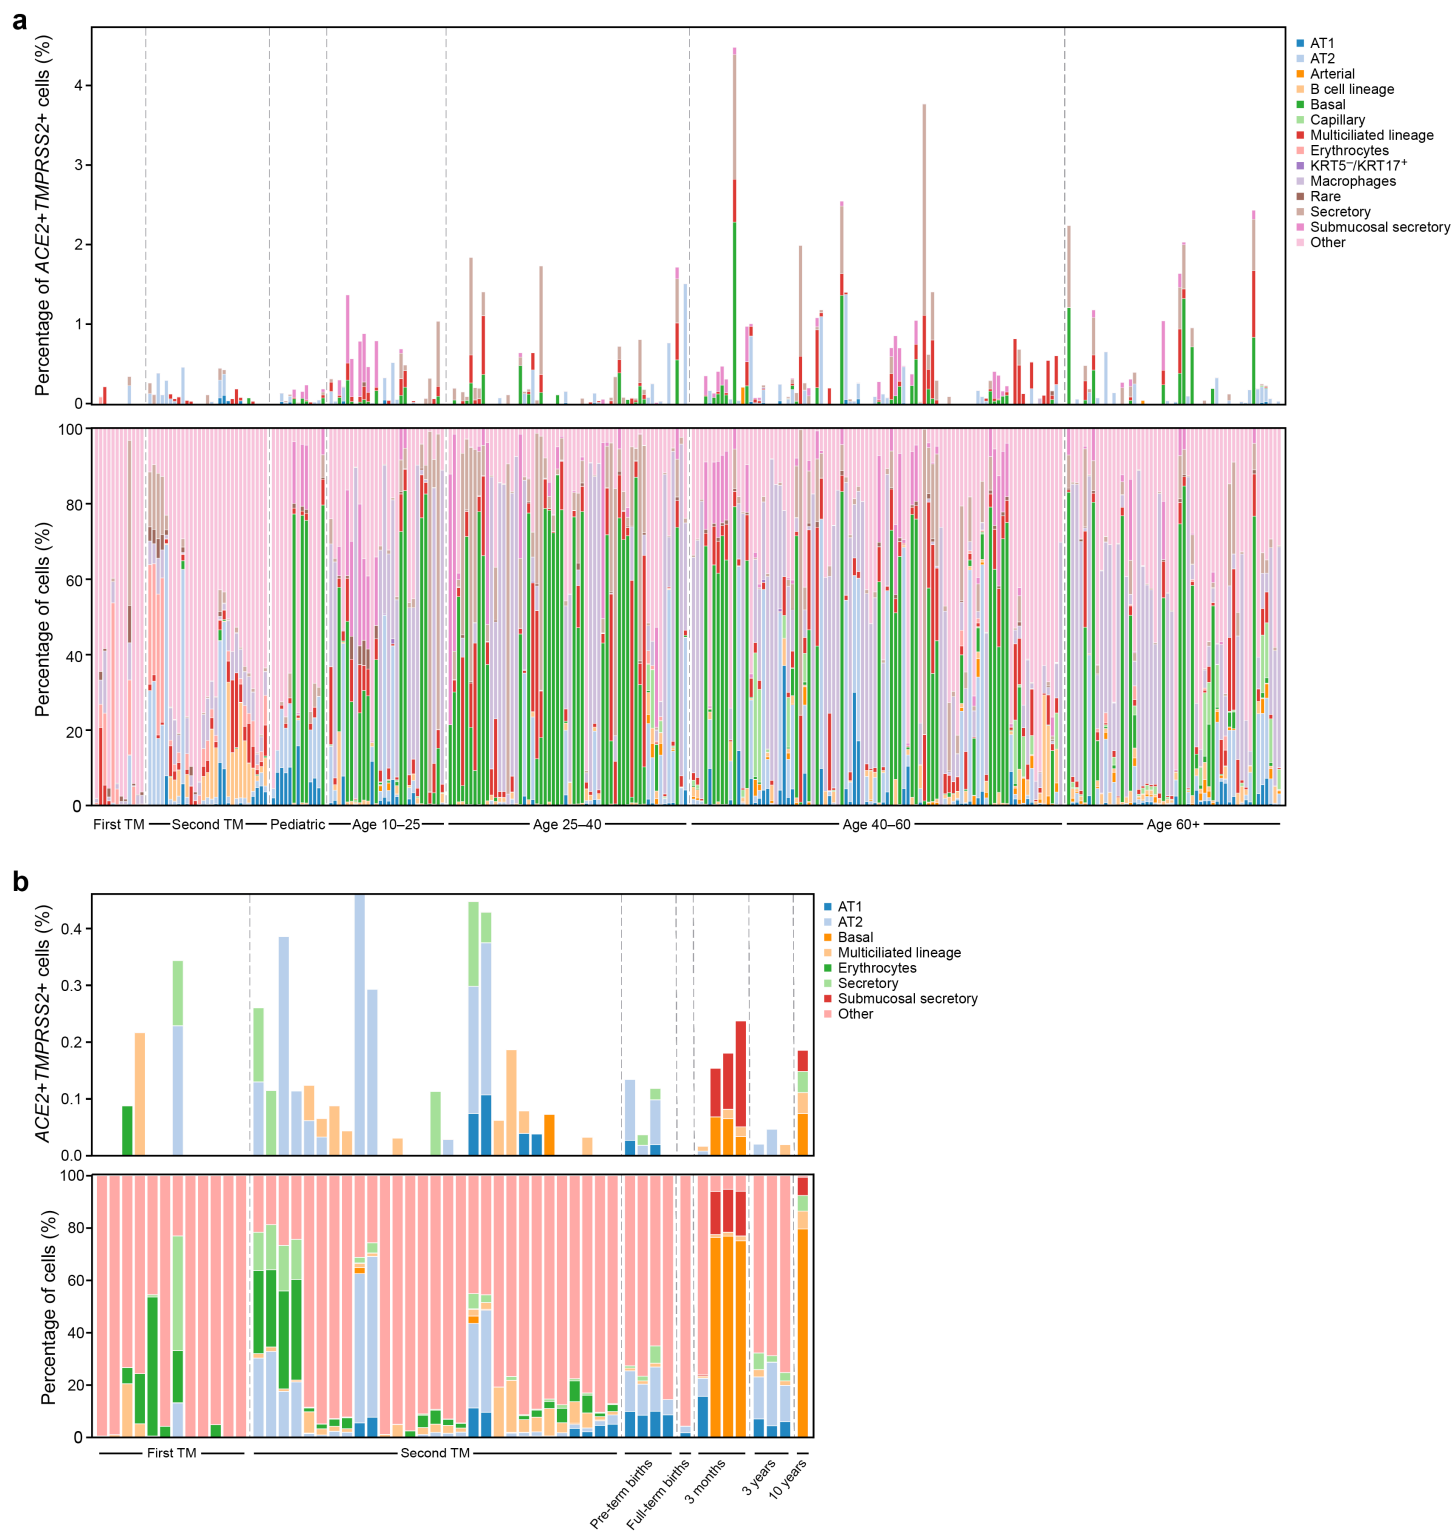 a
Percentage of ACE2+TMPRSS2+ cells (%)
4
3
2
1
0
AT1
AT2
Arterial
B cell lineage
Basal
Capillary
Multiciliated lineage
Erythrocytes
KRT5⁻/KRT17⁺
Macrophages
Rare
Secretory
Submucosal secretory
Other
Percentage of cells (%)
100
80
60
40
20
0
First TM Second TM Pediatric Age 10–25 Age 25–40 Age 40–60 Age 60+
b
ACE2+TMPRSS2+ cells (%)
0.4
0.3
0.2
0.1
0.0
AT1
AT2
Basal
Multiciliated lineage
Erythrocytes
Secretory
Submucosal secretory
Other
Percentage of cells (%)
100
80
60
40
20
0
First TM Second TM Pre-term births Full-term births 3 months 3 years 10 years